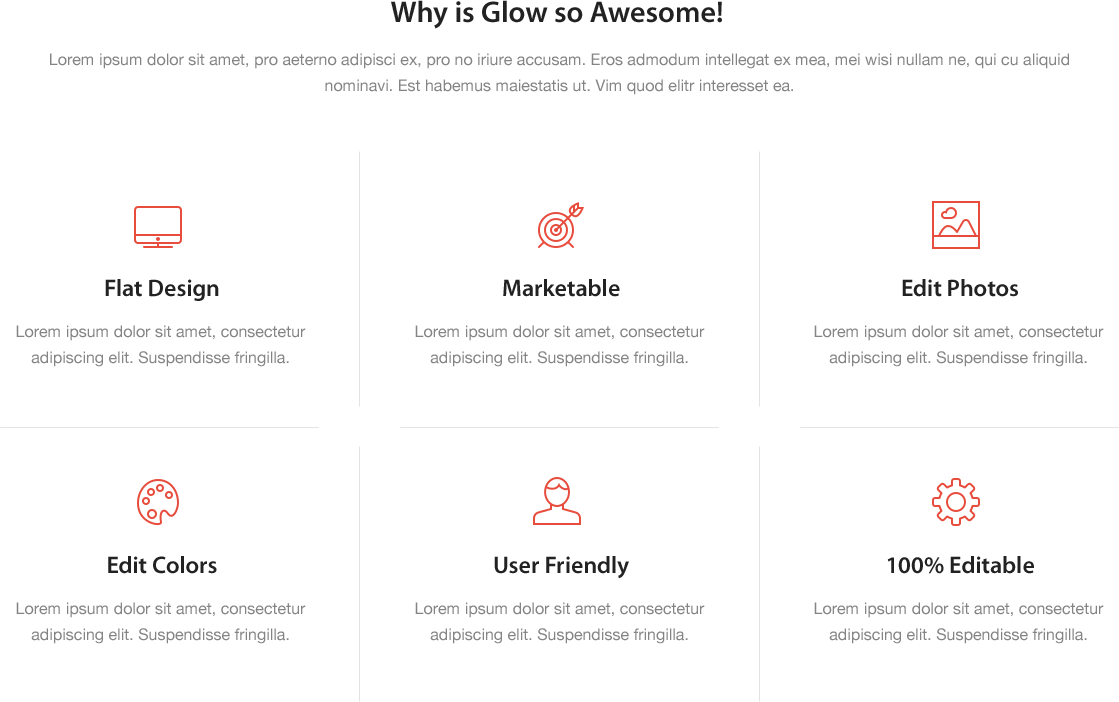 Why is Glow so Awesome!
Lorem ipsum dolor sit amet, pro aeterno adipisci ex, pro no iriure accusam. Eros admodum intellegat ex mea, mei wisi nullam ne, qui cu aliquid
nominavi. Est habemus maiestatis ut. Vim quod elitr interesset ea.
Flat Design
Lorem ipsum dolor sit amet, consectetur
adipiscing elit. Suspendisse fringilla.
Marketable
Lorem ipsum dolor sit amet, consectetur
adipiscing elit. Suspendisse fringilla.
Edit Photos
Lorem ipsum dolor sit amet, consectetur
adipiscing elit. Suspendisse fringilla.
Edit Colors
Lorem ipsum dolor sit amet, consectetur
adipiscing elit. Suspendisse fringilla.
User Friendly
Lorem ipsum dolor sit amet, consectetur
adipiscing elit. Suspendisse fringilla.
100% Editable
Lorem ipsum dolor sit amet, consectetur
adipiscing elit. Suspendisse fringilla.